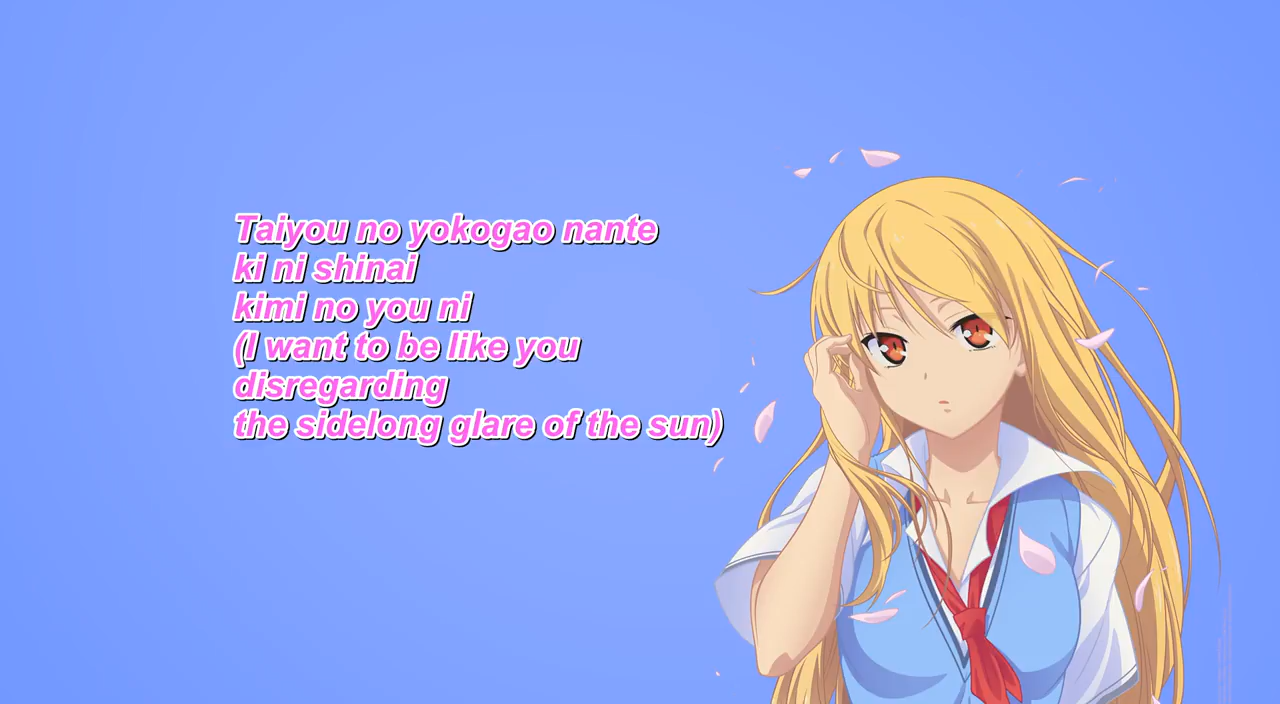 Taiyou no yokogao nante
ki ni shinai
kimi no you ni
(I want to be like you
disregarding
the sidelong glare of the sun)